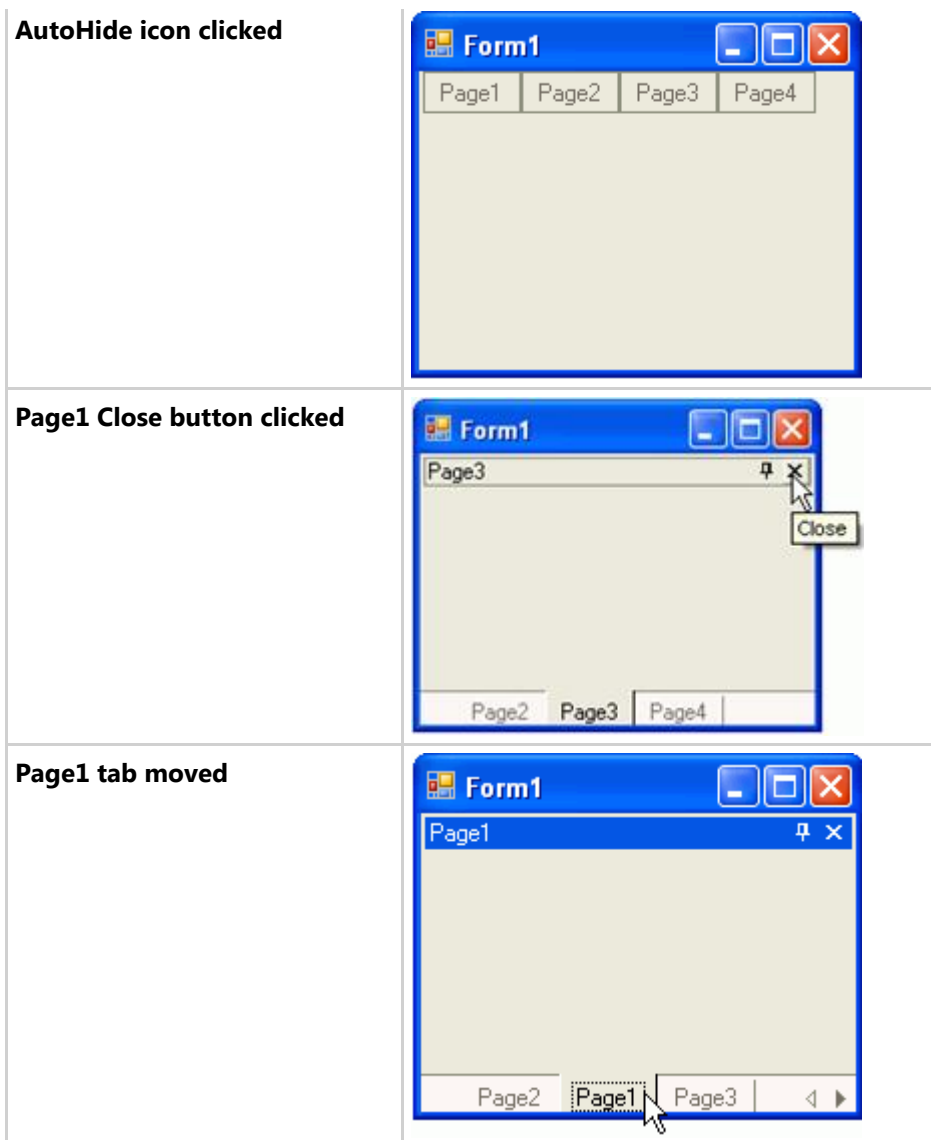 AutoHide icon clicked
Form1
Page1 Page2 Page3 Page4
Page1 Close button clicked
Form1
Page3
Close
Page2 Page3 Page4
Page1 tab moved
Form1
Page1
Page2 Page1 Page3